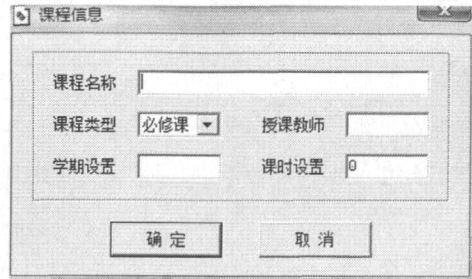 课程信息
课程名称
课程类型 必修课 授课教师
学期设置 课时设置 0
确定 取消